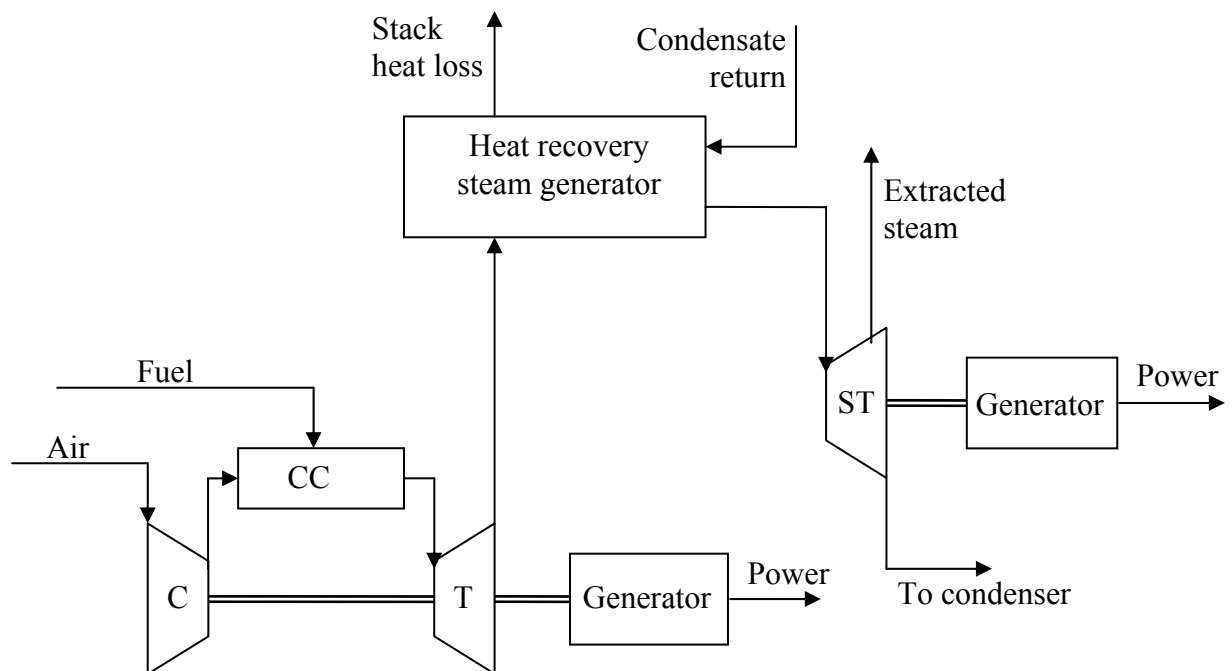 Stack
heat loss
Condensate
return
Heat recovery
steam generator
Extracted
steam
Fuel
Air
CC
C
T
Generator
Power
ST
Generator
Power
To condenser